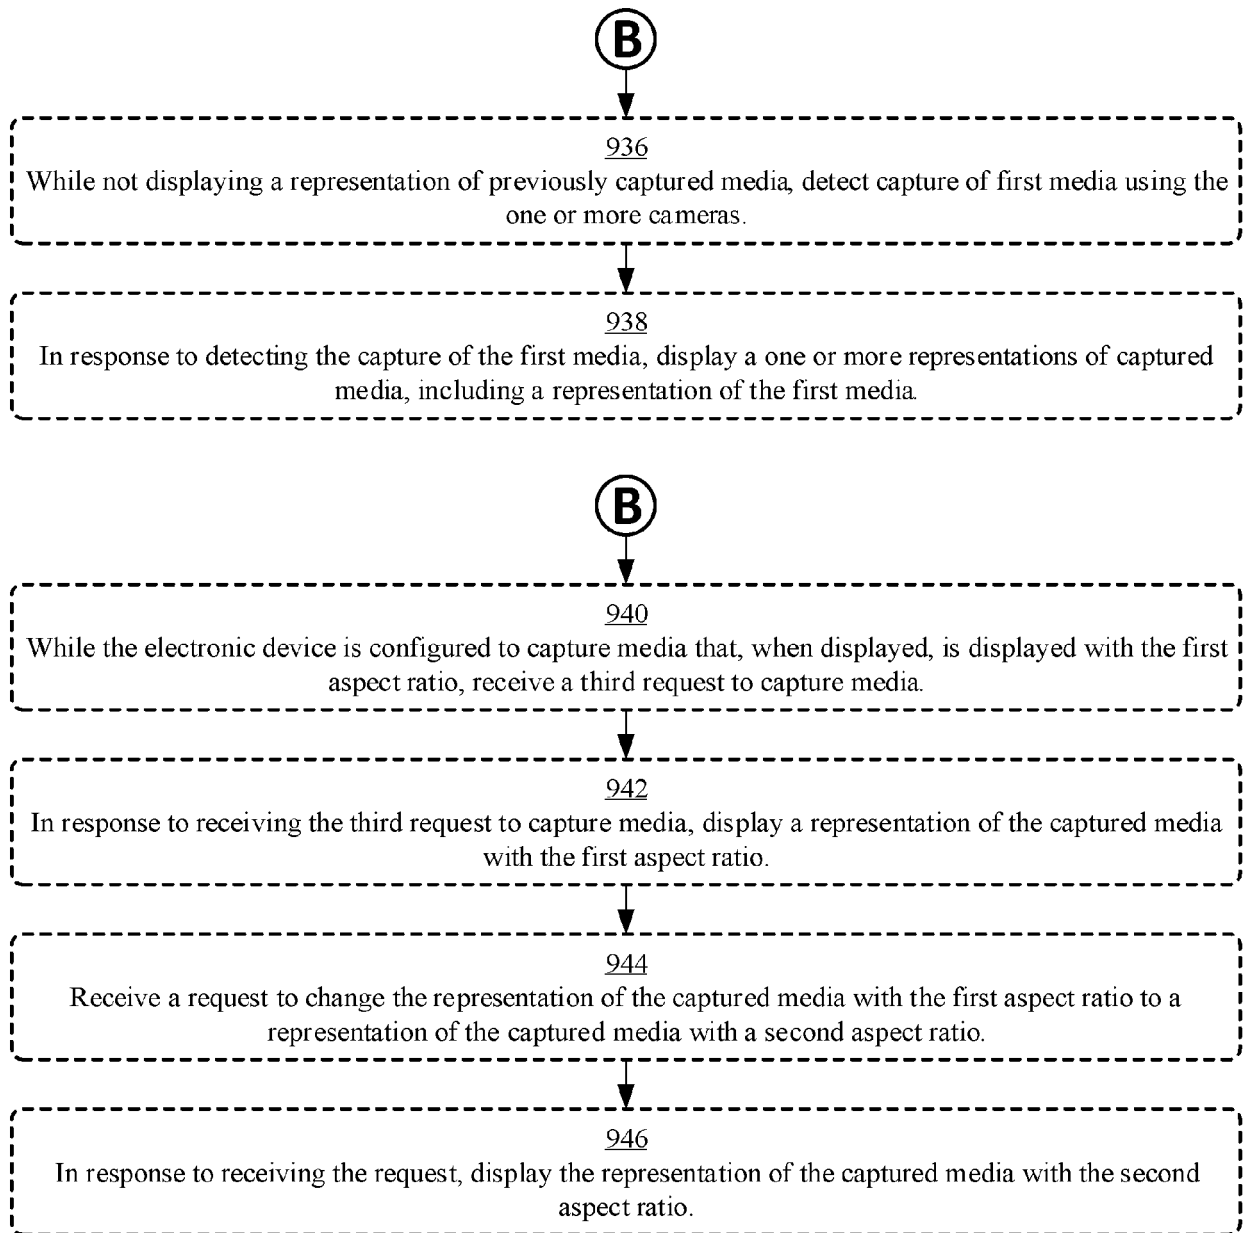 B
936
While not displaying a representation of previously captured media, detect capture of first media using the
one or more cameras.
938
In response to detecting the capture of the first media, display a one or more representations of captured
media, including a representation of the first media.
B
940
While the electronic device is configured to capture media that, when displayed, is displayed with the first
aspect ratio, receive a third request to capture media.
942
In response to receiving the third request to capture media, display a representation of the captured media
with the first aspect ratio.
944
Receive a request to change the representation of the captured media with the first aspect ratio to a
representation of the captured media with a second aspect ratio.
946
In response to receiving the request, display the representation of the captured media with the second
aspect ratio.